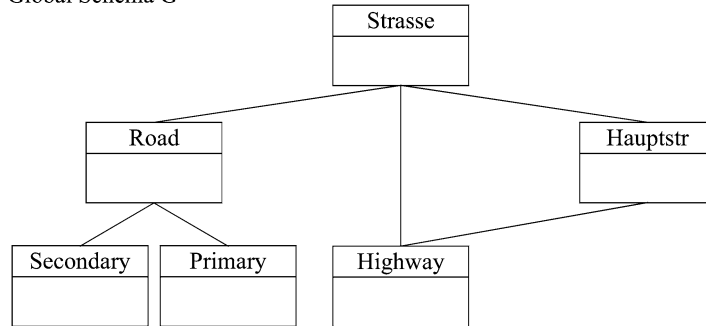 Global Schema G
Strasse
Road
Hauptstr
Secondary
Primary
Highway